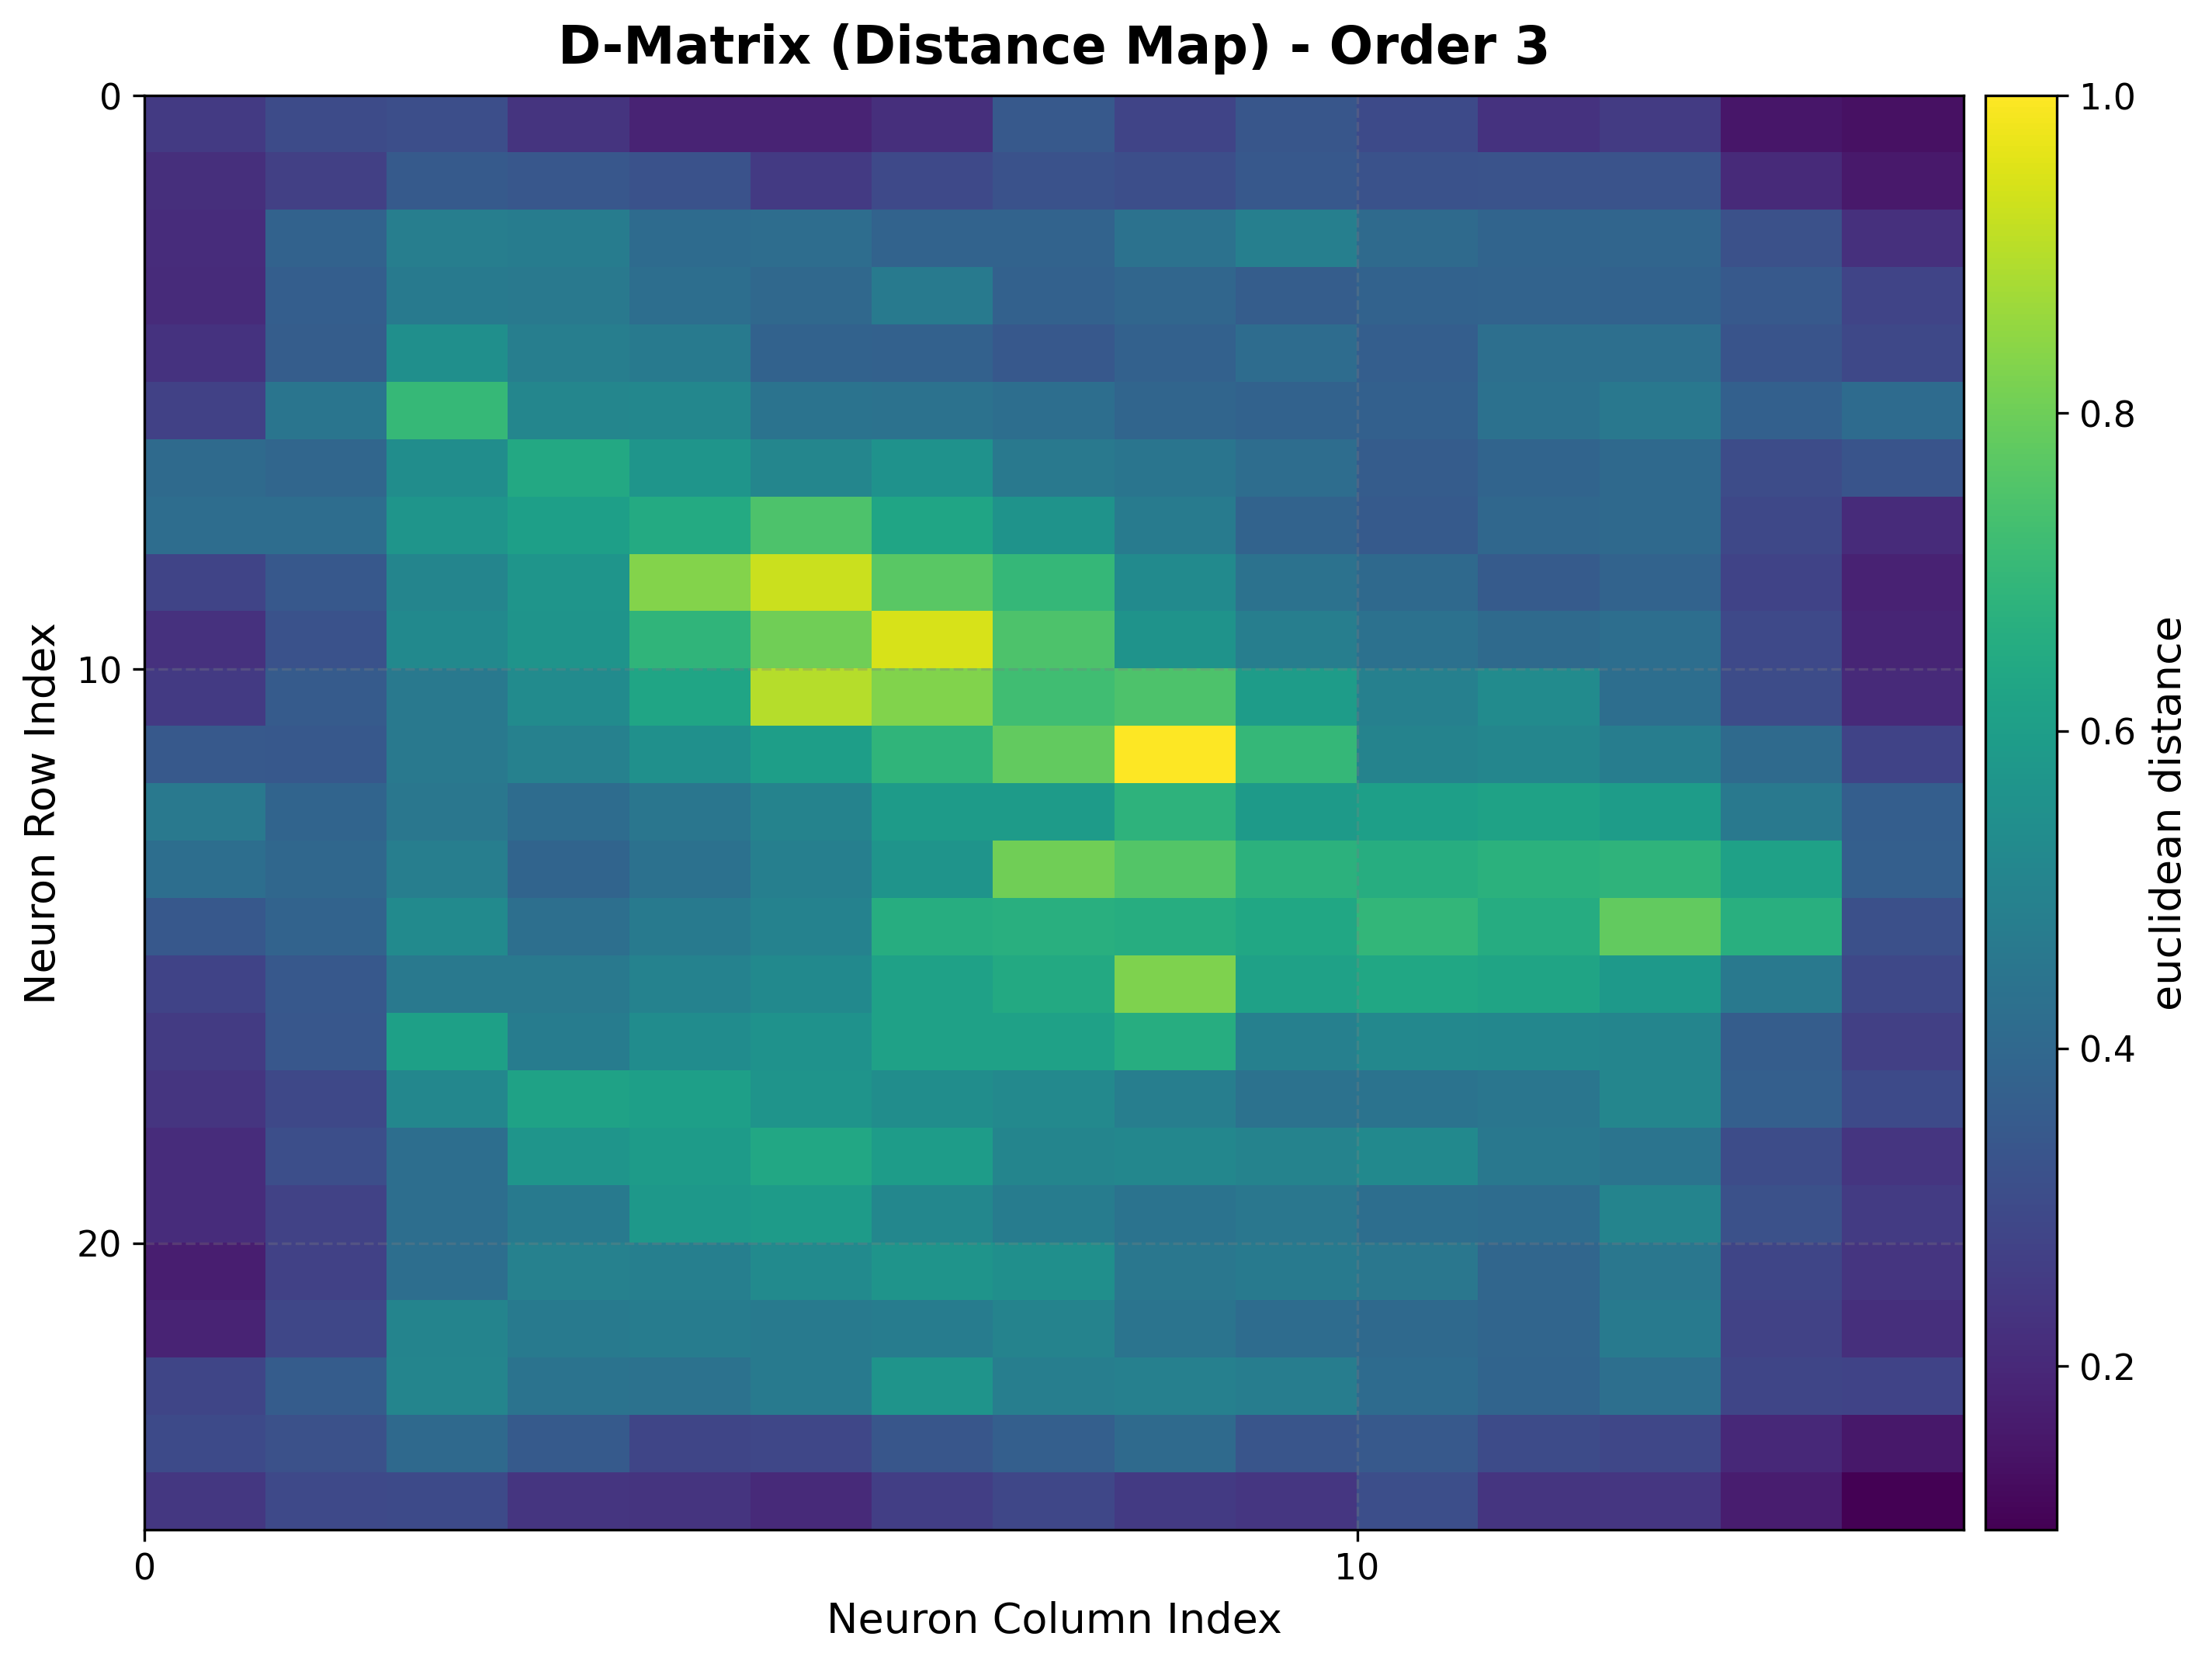 D-Matrix (Distance Map) - Order 3
0
10
20
Neuron Row Index
0
10
Neuron Column Index
1.0
0.8
0.6
0.4
0.2
euclidean distance